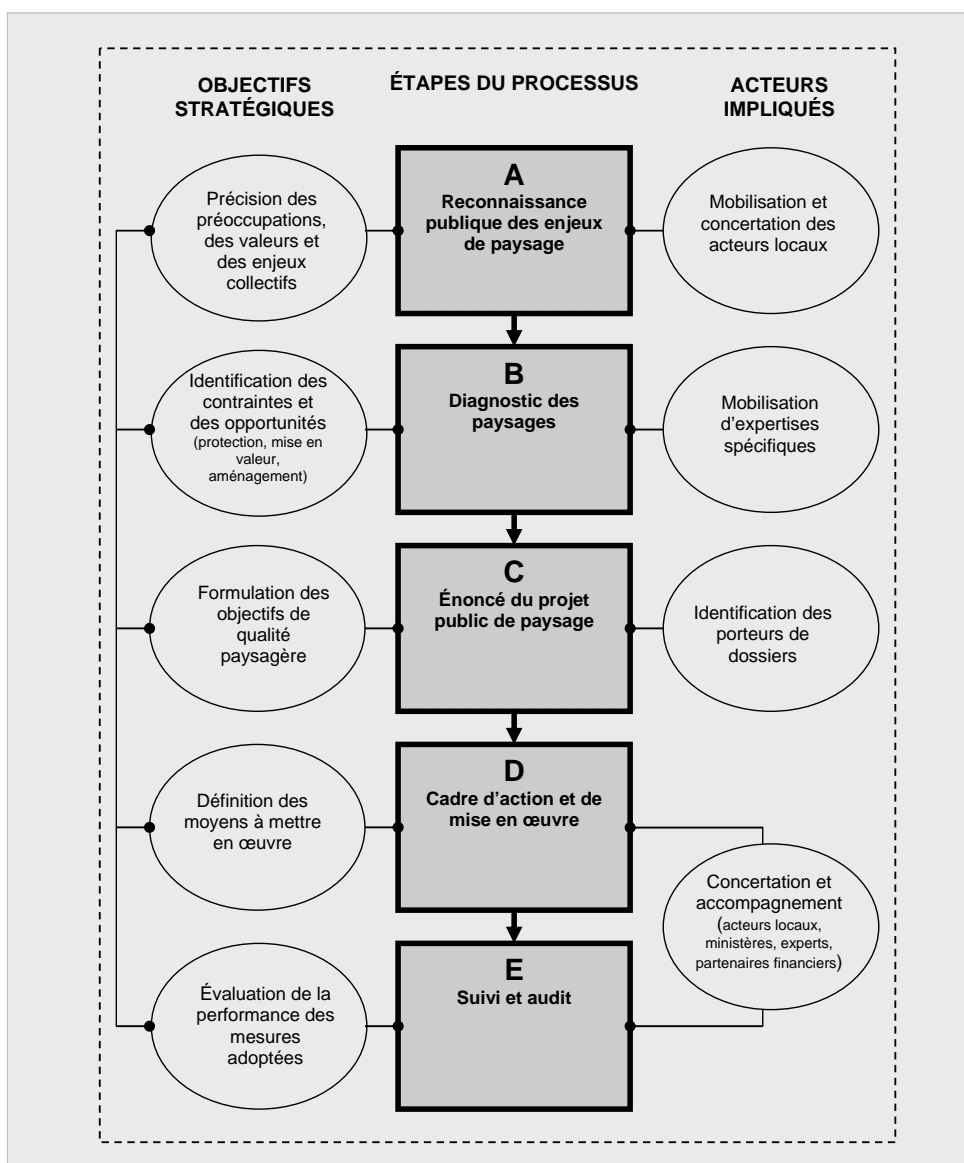 OBJECTIFS
STRATÉGIQUES
ÉTAPES DU PROCESSUS
ACTEURS
IMPLIQUÉS
Précision des
préoccupations,
des valeurs et
des enjeux
collectifs
A
Reconnaissance
publique des enjeux
de paysage
Mobilisation et
concertation des
acteurs locaux
Identification des
contraintes et
des opportunités
(protection, mise en
valeur,
aménagement)
B
Diagnostic des
paysages
Mobilisation
d'expertises
spécifiques
Formulation des
objectifs de
qualité
paysagère
C
Énoncé du projet
public de paysage
Identification des
porteurs de
dossiers
Définition des
moyens à mettre
en œuvre
D
Cadre d’action et de
mise en œuvre
Concertation et
accompagnement
(acteurs locaux,
ministères, experts,
partenaires financiers)
Évaluation de la
performance des
mesures
adoptées
E
Suivi et audit